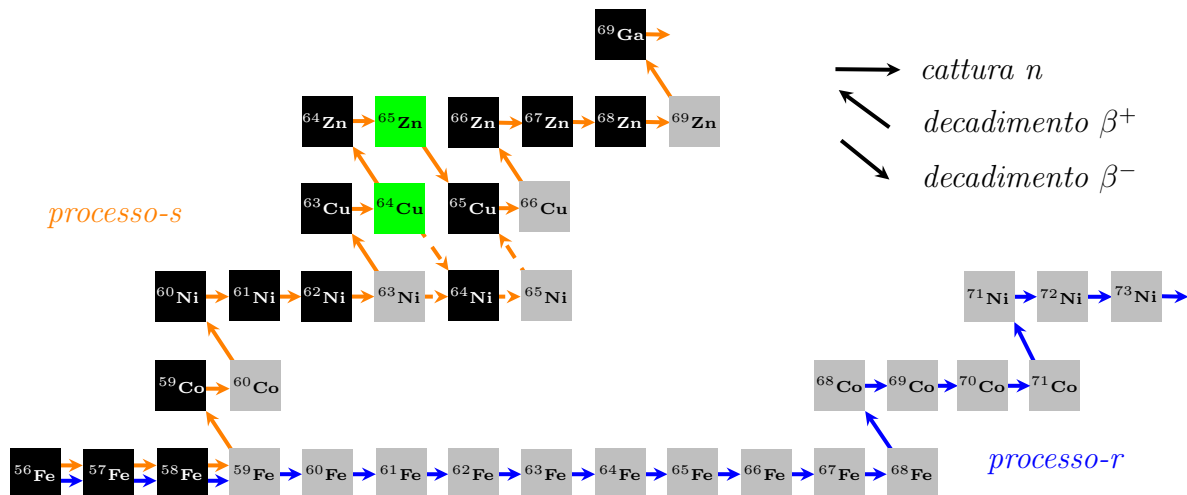 ⁶⁹Ga
cattura n
⁶⁴Zn ⁶⁵Zn ⁶⁶Zn ⁶⁷Zn ⁶⁸Zn ⁶⁹Zn
decadimento β⁺
decadimento β⁻
⁶³Cu ⁶⁴Cu ⁶⁵Cu ⁶⁶Cu
processo-s
⁶⁰Ni ⁶¹Ni ⁶²Ni ⁶³Ni ⁶⁴Ni ⁶⁵Ni
⁷¹Ni ⁷²Ni ⁷³Ni
⁵⁹Co ⁶⁰Co
⁶⁸Co ⁶⁹Co ⁷⁰Co ⁷¹Co
⁵⁶Fe ⁵⁷Fe ⁵⁸Fe ⁵⁹Fe ⁶⁰Fe ⁶¹Fe ⁶²Fe ⁶³Fe ⁶⁴Fe ⁶⁵Fe ⁶⁶Fe ⁶⁷Fe ⁶⁸Fe
processo-r